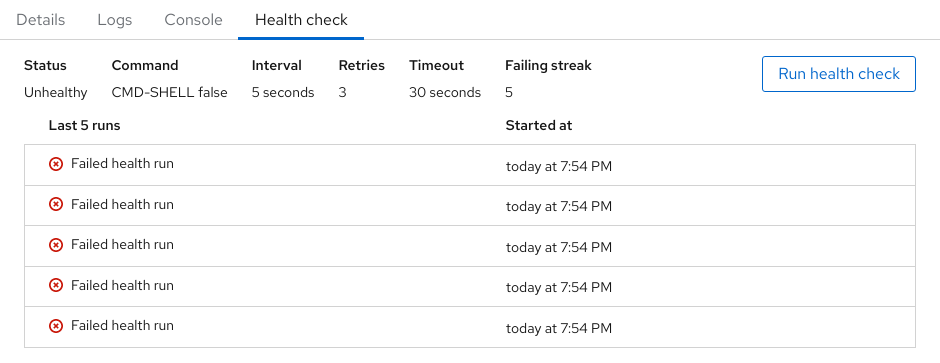 Details Logs Console Health check
Status Command Interval Retries Timeout Failing streak
Unhealthy CMD-SHELL false 5 seconds 3 30 seconds 5
Run health check
Last 5 runs Started at
Failed health run today at 7:54 PM
Failed health run today at 7:54 PM
Failed health run today at 7:54 PM
Failed health run today at 7:54 PM
Failed health run today at 7:54 PM